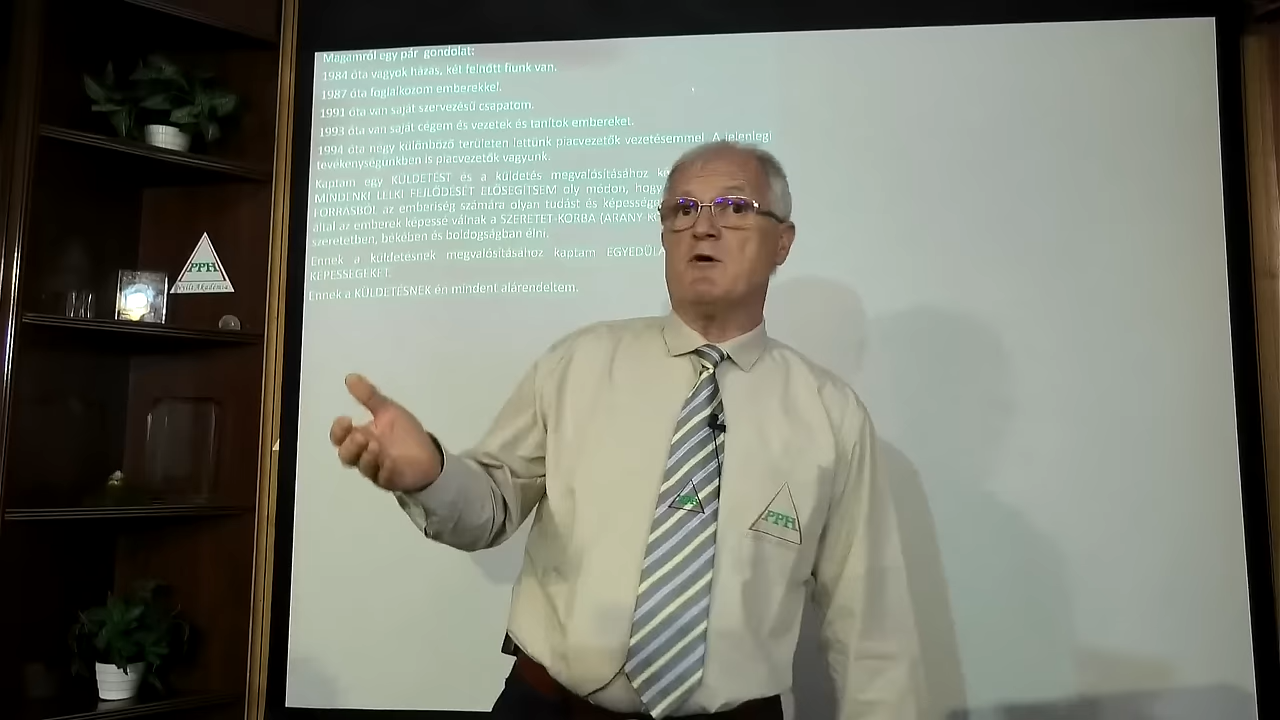 Magamról egy pár gondolat:
1984 óta vagyok házas, két felnőtt fiunk van.
1987 óta foglalkozom emberekkel.
1991 óta van saját szervezésű csapatom.
1993 óta van saját cégem és vezetek és tanítok embereket.
1994 óta négy különböző területen lettünk piacvezetők vezetésemmel. A jelenlegi
tevékenységünkben is piacvezetők vagyunk.
Kaptam egy KÜLDETÉST és a küldetés megvalósításához
MINDENKI LELKI FEJLŐDÉSÉT ELŐSEGÍTSEM oly módon, hogy
FORRÁSBÓL az emberiség számára olyan tudást és
által az emberek képessé válnak a SZERETET-KORBA (ARANY
szeretetben, békében és boldogságban élni.
Ennek a küldetésnek megvalósításához kaptam
KÉPESSÉGEKET.
Ennek a KÜLDETÉSNEK én mindent alárendeltem.
PPH
Nyílt Akadémia
PPH
PPH